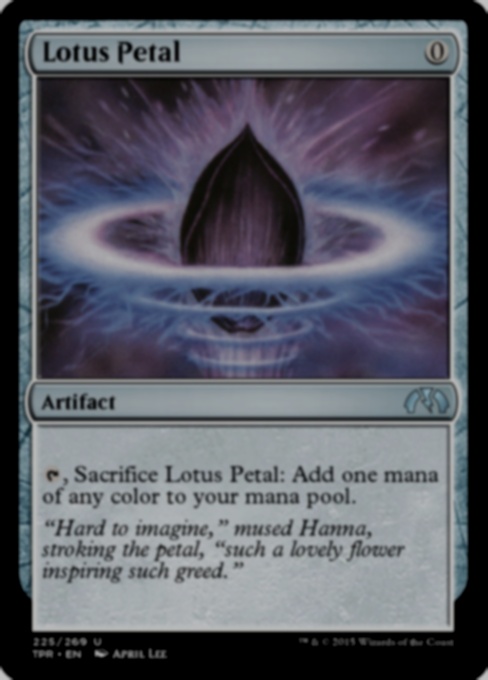 Lotus Petal 0
Artifact
, Sacrifice Lotus Petal: Add one mana
of any color to your mana pool.
“Hard to imagine,” mused Hanna,
stroking the petal, “such a lovely flower
inspiring such greed.”
225/269 U
™ & © 2015 Wizards of the Coast
TPR • EN April Lee